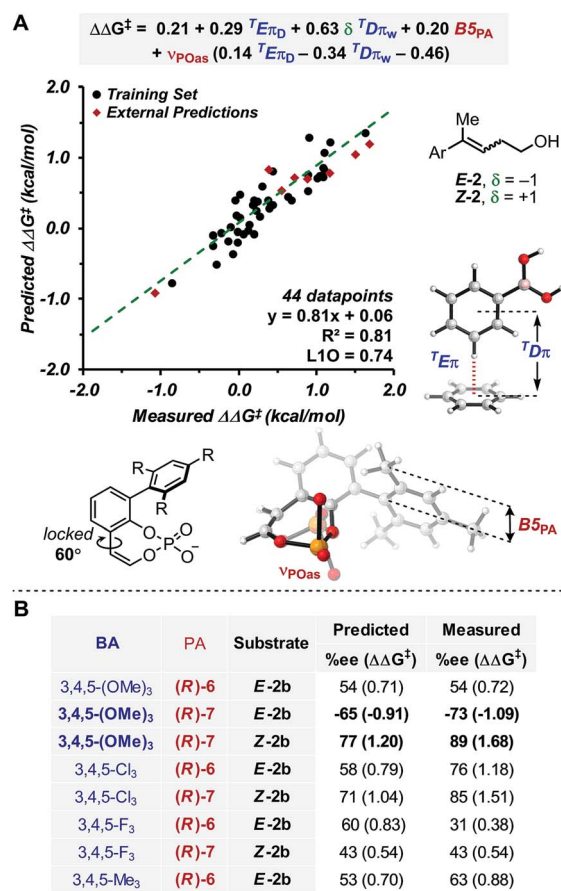 A
ΔΔG‡ = 0.21 + 0.29 ᵀEπ_D + 0.63 δ ᵀDπ_w + 0.20 B5_PA
+ ν_POas (0.14 ᵀEπ_D – 0.34 ᵀDπ_w – 0.46)
2.0
1.0
0.0
-1.0
-2.0
Predicted ΔΔG‡ (kcal/mol)
Training Set
External Predictions
44 datapoints
y = 0.81x + 0.06
R² = 0.81
L1O = 0.74
-2.0 -1.0 0.0 1.0 2.0
Measured ΔΔG‡ (kcal/mol)
Me
Ar
OH
E-2, δ = –1
Z-2, δ = +1
ᵀEπ
ᵀDπ
R
R
R
locked
60°
O
O
P
O
O⁻
ν_POas
B5_PA
B
BA PA Substrate Predicted Measured
%ee (ΔΔG‡) %ee (ΔΔG‡)
3,4,5-(OMe)₃ (R)-6 E-2b 54 (0.71) 54 (0.72)
3,4,5-(OMe)₃ (R)-7 E-2b -65 (-0.91) -73 (-1.09)
3,4,5-(OMe)₃ (R)-7 Z-2b 77 (1.20) 89 (1.68)
3,4,5-Cl₃ (R)-6 E-2b 58 (0.79) 76 (1.18)
3,4,5-Cl₃ (R)-7 Z-2b 71 (1.04) 85 (1.51)
3,4,5-F₃ (R)-6 E-2b 60 (0.83) 31 (0.38)
3,4,5-F₃ (R)-7 Z-2b 43 (0.54) 43 (0.54)
3,4,5-Me₃ (R)-6 E-2b 53 (0.70) 63 (0.88)